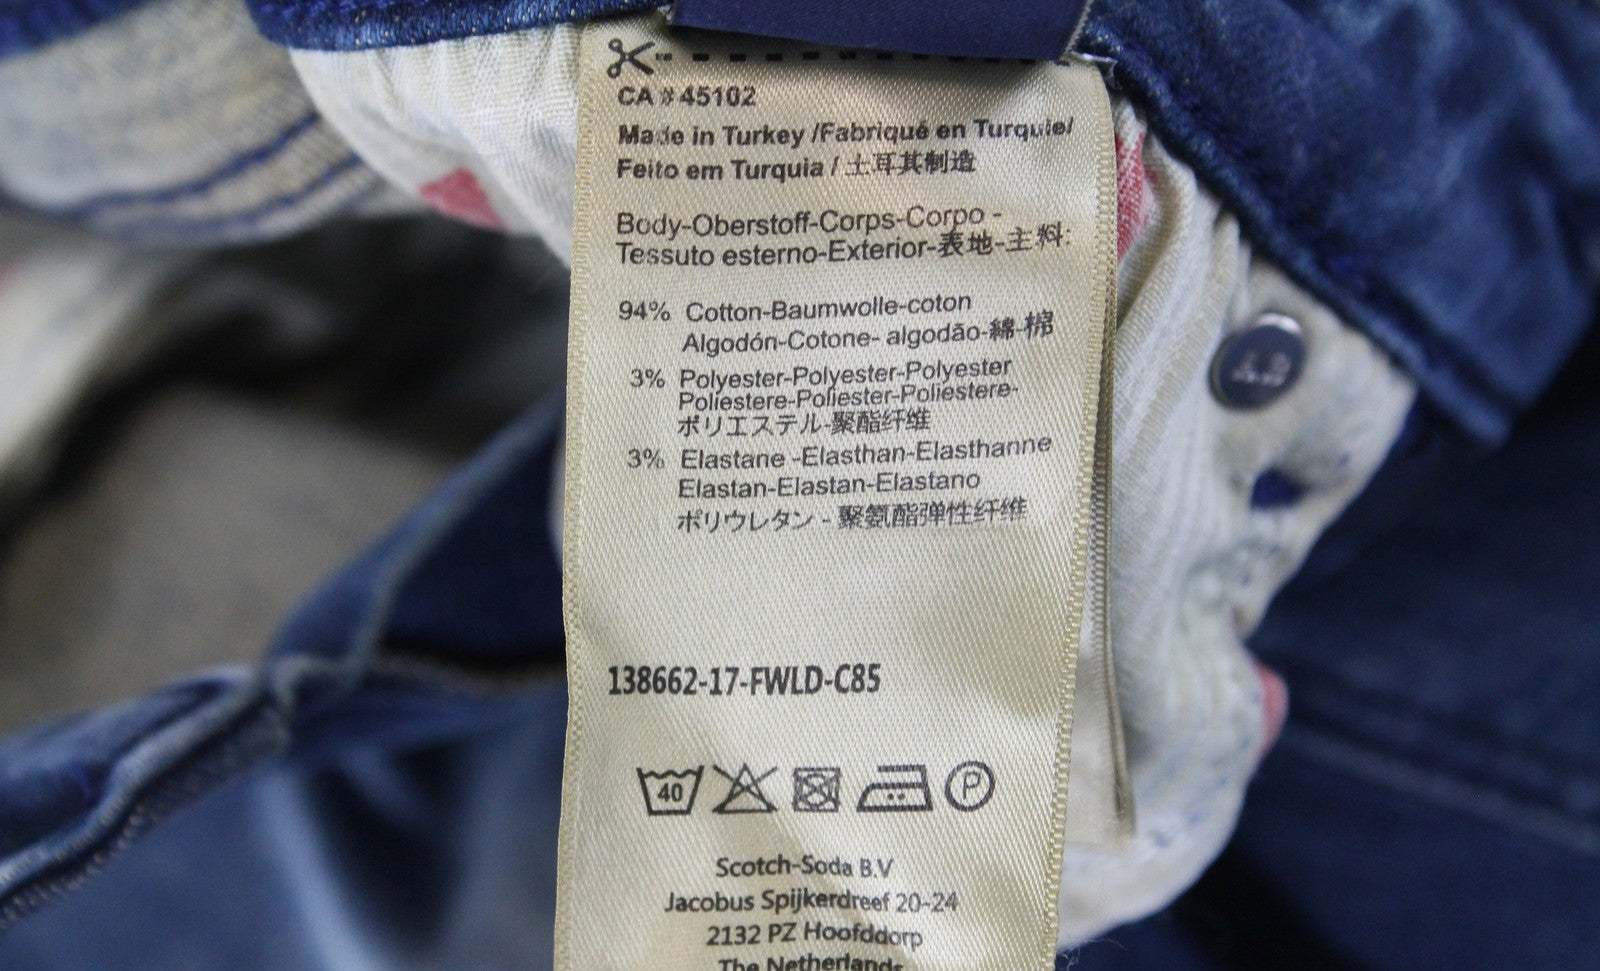 CA # 45102
Made in Turkey /Fabriqué en Turquie/
Feito em Turquia / 土耳其制造
Body-Oberstoff-Corps-Corpo -
Tessuto esterno-Exterior-表地-主料:
94% Cotton-Baumwolle-coton
Algodón-Cotone- algodão-綿-棉
3% Polyester-Polyester-Polyester
Poliestere-Poliester-Poliestere-
ポリエステル-聚酯纤维
3% Elastane -Elasthan-Elasthanne
Elastan-Elastan-Elastano
ポリウレタン - 聚氨酯弹性纤维
138662-17-FWLD-C85
40
P
Scotch-Soda B.V
Jacobus Spijkerdreef 20-24
2132 PZ Hoofddorp
The Netherlands